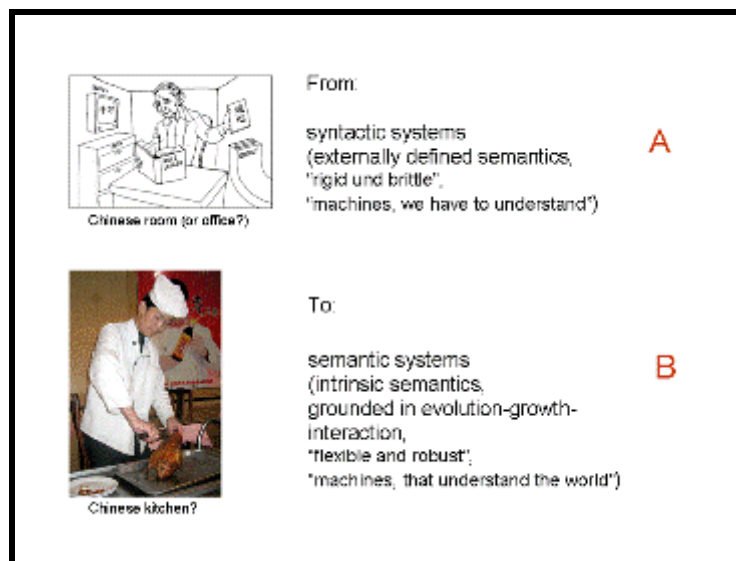 From:
syntactic systems
(externally defined semantics,
"rigid und brittle",
"machines, we have to understand")
A
Chinese room (or office?)
To:
semantic systems
(intrinsic semantics,
grounded in evolution-growth-
interaction,
"flexible and robust",
"machines, that understand the world")
B
Chinese kitchen?